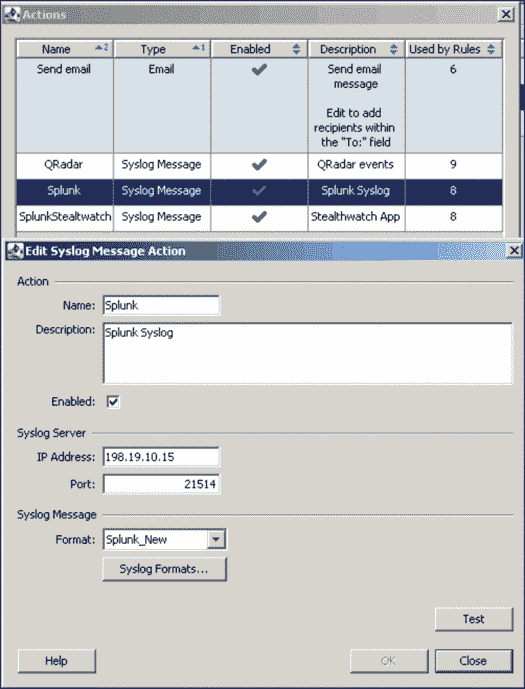 Actions
Name 2 Type 1 Enabled Description Used by Rules
Send email Email Send email message 6
Edit to add recipients within the "To:" field
QRadar Syslog Message QRadar events 9
Splunk Syslog Message Splunk Syslog 8
SplunkStealtwatch Syslog Message Stealthwatch App 8
Edit Syslog Message Action
Action
Name: Splunk
Description: Splunk Syslog
Enabled:
Syslog Server
IP Address: 198.19.10.15
Port: 21514
Syslog Message
Format: Splunk_New
Syslog Formats...
Test
Help OK Close